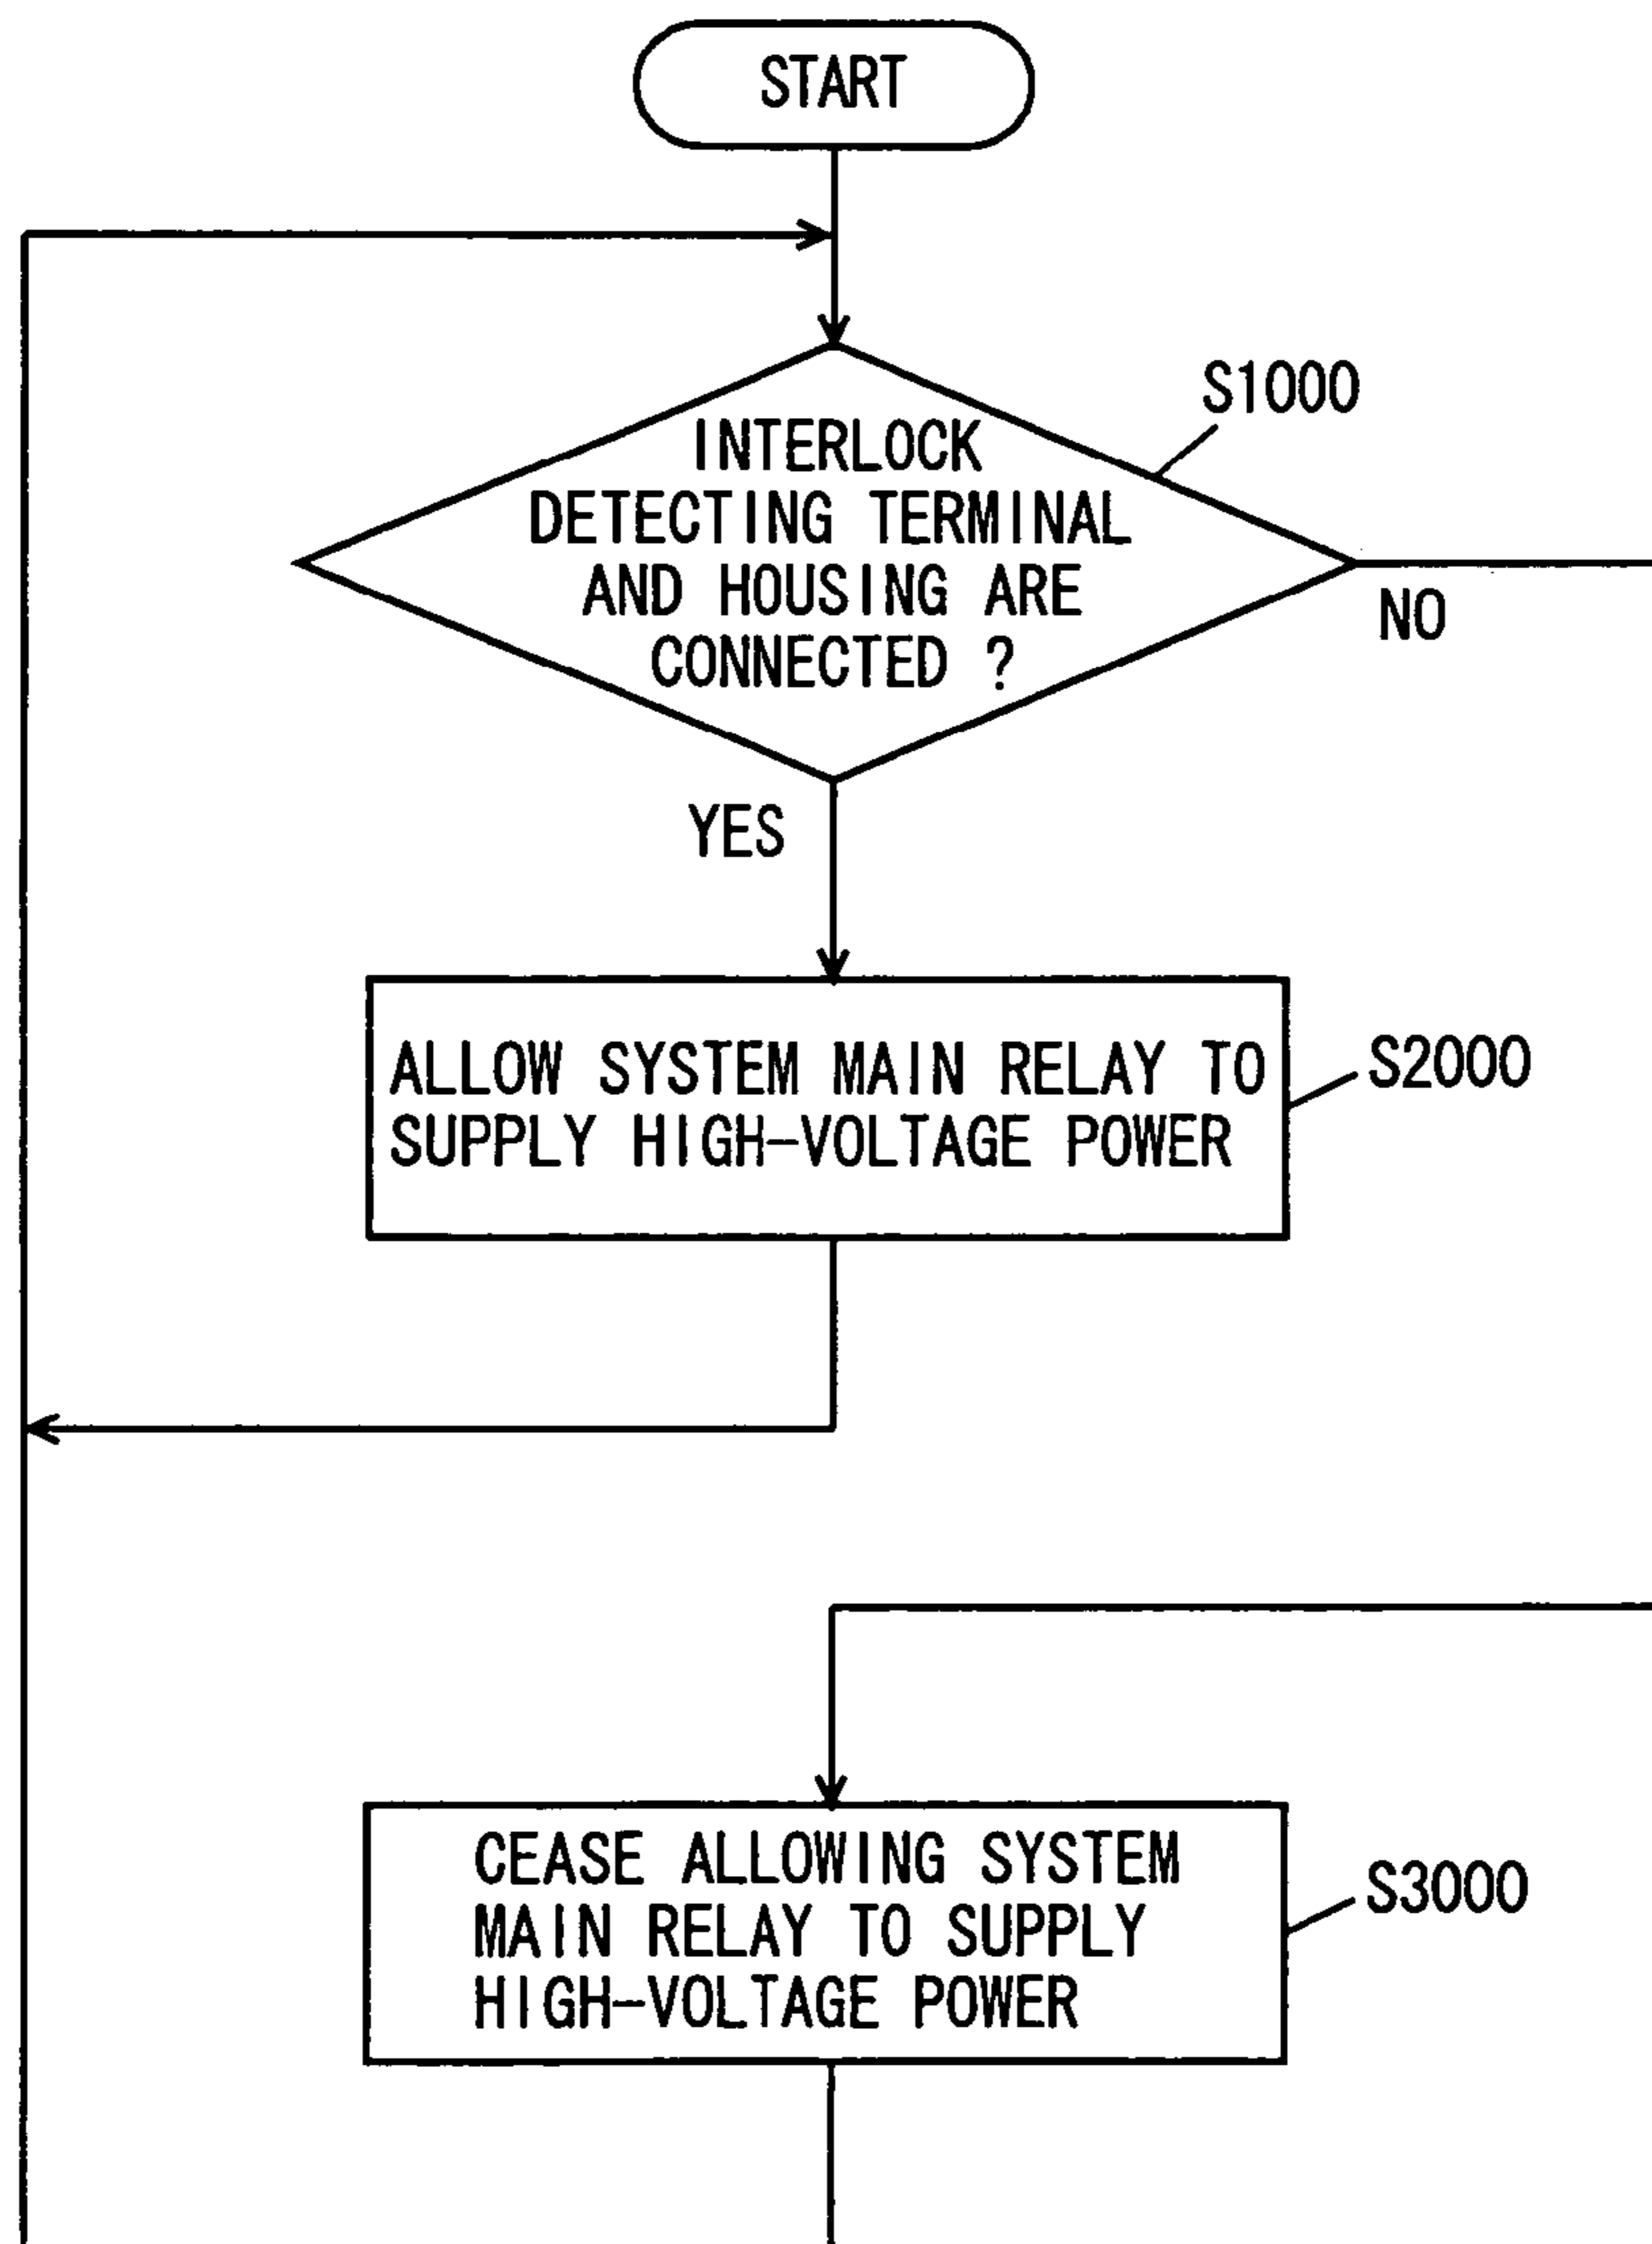 START
S1000
INTERLOCK
DETECTING TERMINAL
AND HOUSING ARE
CONNECTED ?
NO
YES
ALLOW SYSTEM MAIN RELAY TO
SUPPLY HIGH-VOLTAGE POWER
S2000
CEASE ALLOWING SYSTEM
MAIN RELAY TO SUPPLY
HIGH-VOLTAGE POWER
S3000